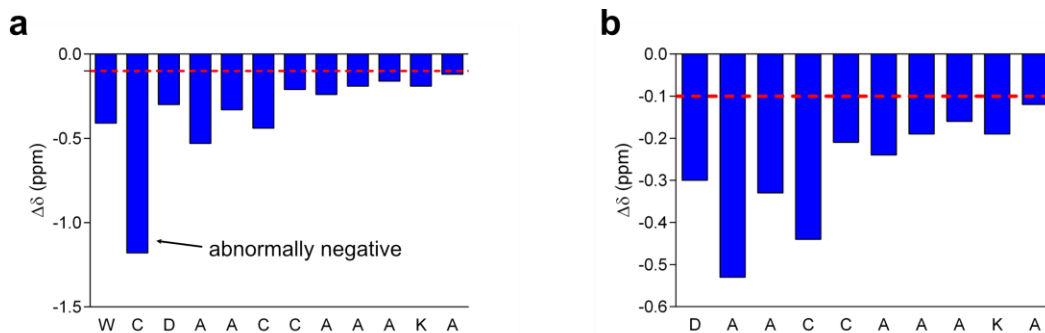 a
0.0
-0.5
-1.0
-1.5
Δδ (ppm)
abnormally negative
W C D A A C C A A A K A
b
0.0
-0.1
-0.2
-0.3
-0.4
-0.5
-0.6
Δδ (ppm)
D A A C C A A A K A